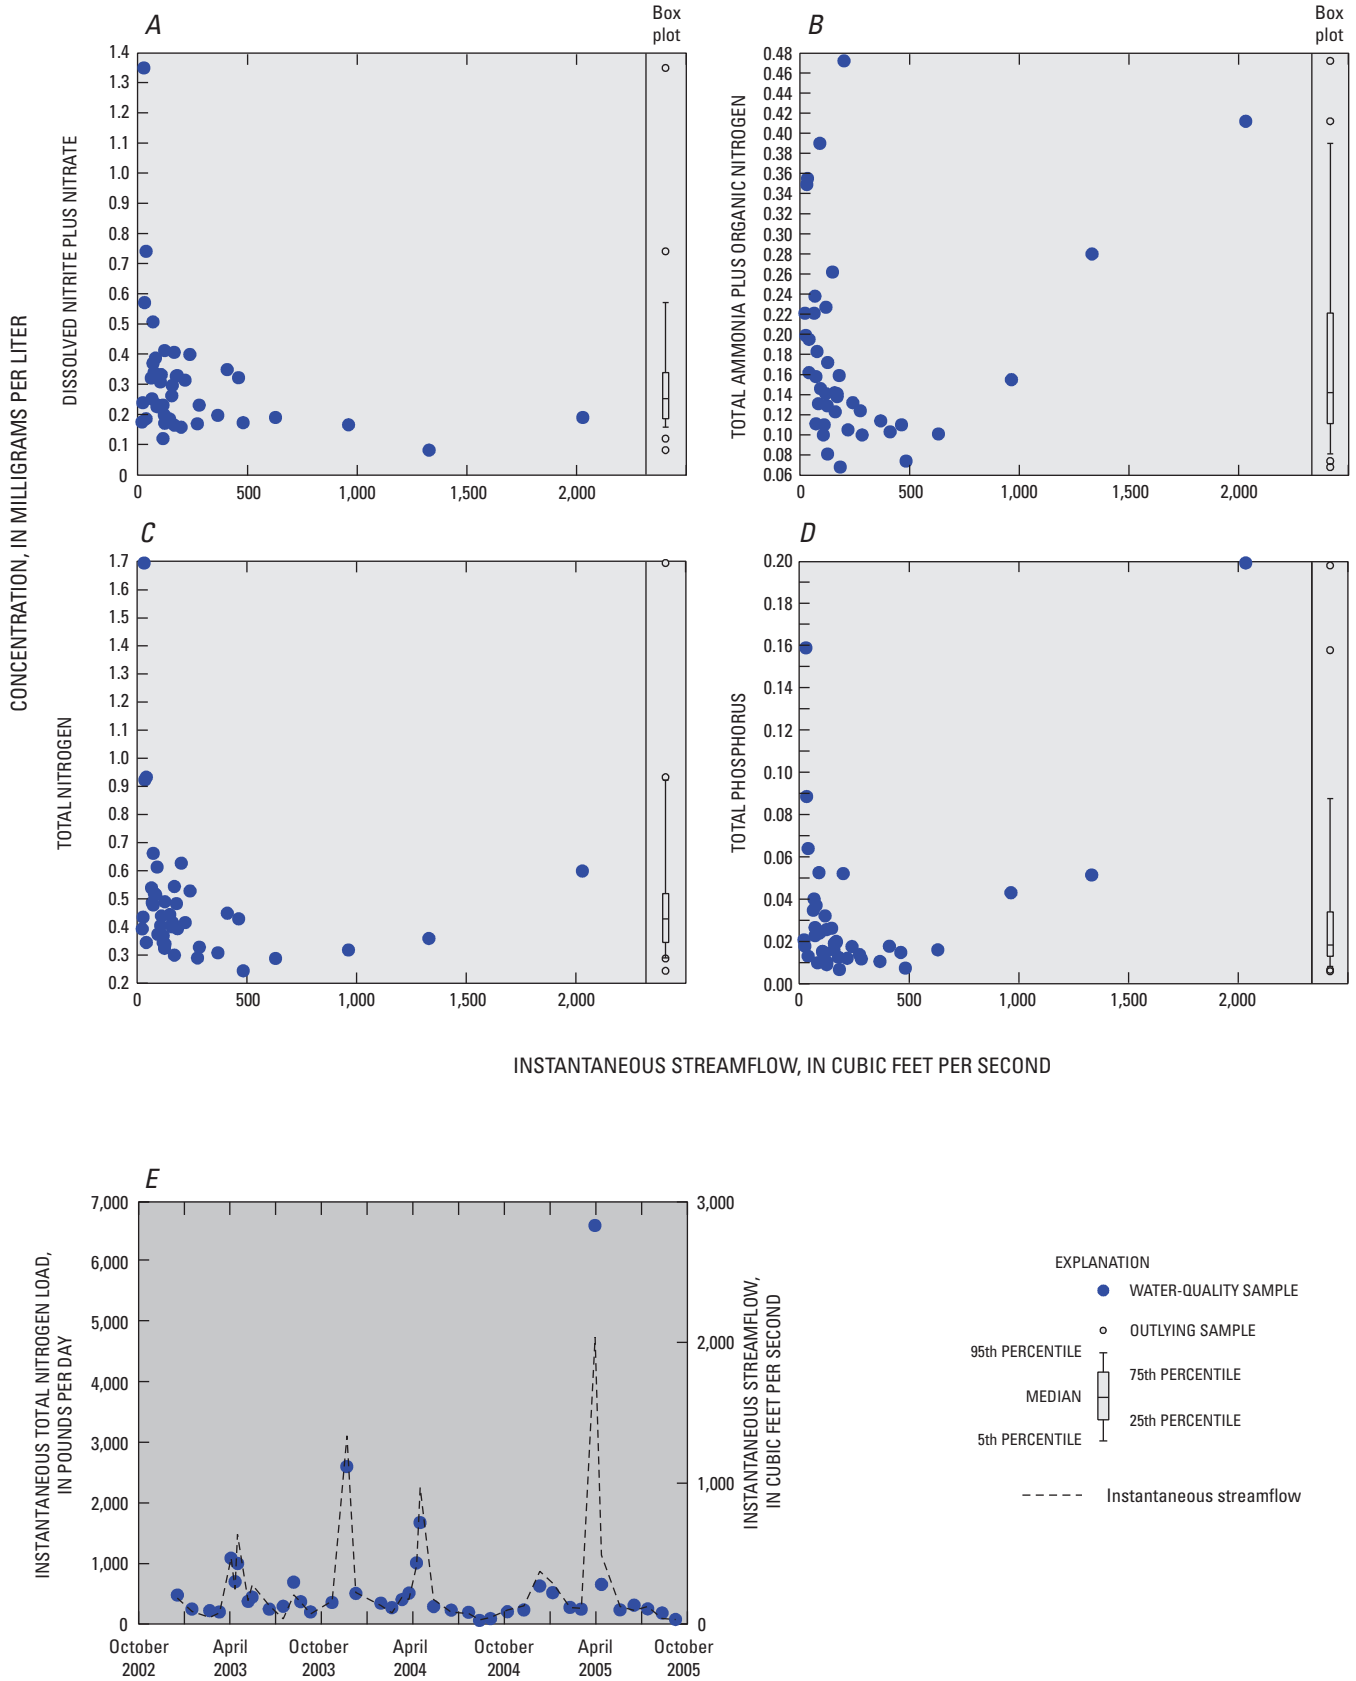 A
Box
plot
B
Box
plot
CONCENTRATION, IN MILLIGRAMS PER LITER
DISSOLVED NITRITE PLUS NITRATE
1.4
1.3
1.2
1.1
1.0
0.9
0.8
0.7
0.6
0.5
0.4
0.3
0.2
0.1
0
0
500
1,000
1,500
2,000
TOTAL AMMONIA PLUS ORGANIC NITROGEN
0.48
0.46
0.44
0.42
0.40
0.38
0.36
0.34
0.32
0.30
0.28
0.26
0.24
0.22
0.20
0.18
0.16
0.14
0.12
0.10
0.08
0.06
0
500
1,000
1,500
2,000
C
TOTAL NITROGEN
1.7
1.6
1.5
1.4
1.3
1.2
1.1
1.0
0.9
0.8
0.7
0.6
0.5
0.4
0.3
0.2
0
500
1,000
1,500
2,000
D
TOTAL PHOSPHORUS
0.20
0.18
0.16
0.14
0.12
0.10
0.08
0.06
0.04
0.02
0.00
0
500
1,000
1,500
2,000
INSTANTANEOUS STREAMFLOW, IN CUBIC FEET PER SECOND
E
INSTANTANEOUS TOTAL NITROGEN LOAD,
IN POUNDS PER DAY
7,000
6,000
5,000
4,000
3,000
2,000
1,000
0
3,000
2,000
1,000
0
INSTANTANEOUS STREAMFLOW,
IN CUBIC FEET PER SECOND
October
2002
April
2003
October
2003
April
2004
October
2004
April
2005
October
2005
EXPLANATION
WATER-QUALITY SAMPLE
OUTLYING SAMPLE
95th PERCENTILE
75th PERCENTILE
MEDIAN
25th PERCENTILE
5th PERCENTILE
Instantaneous streamflow